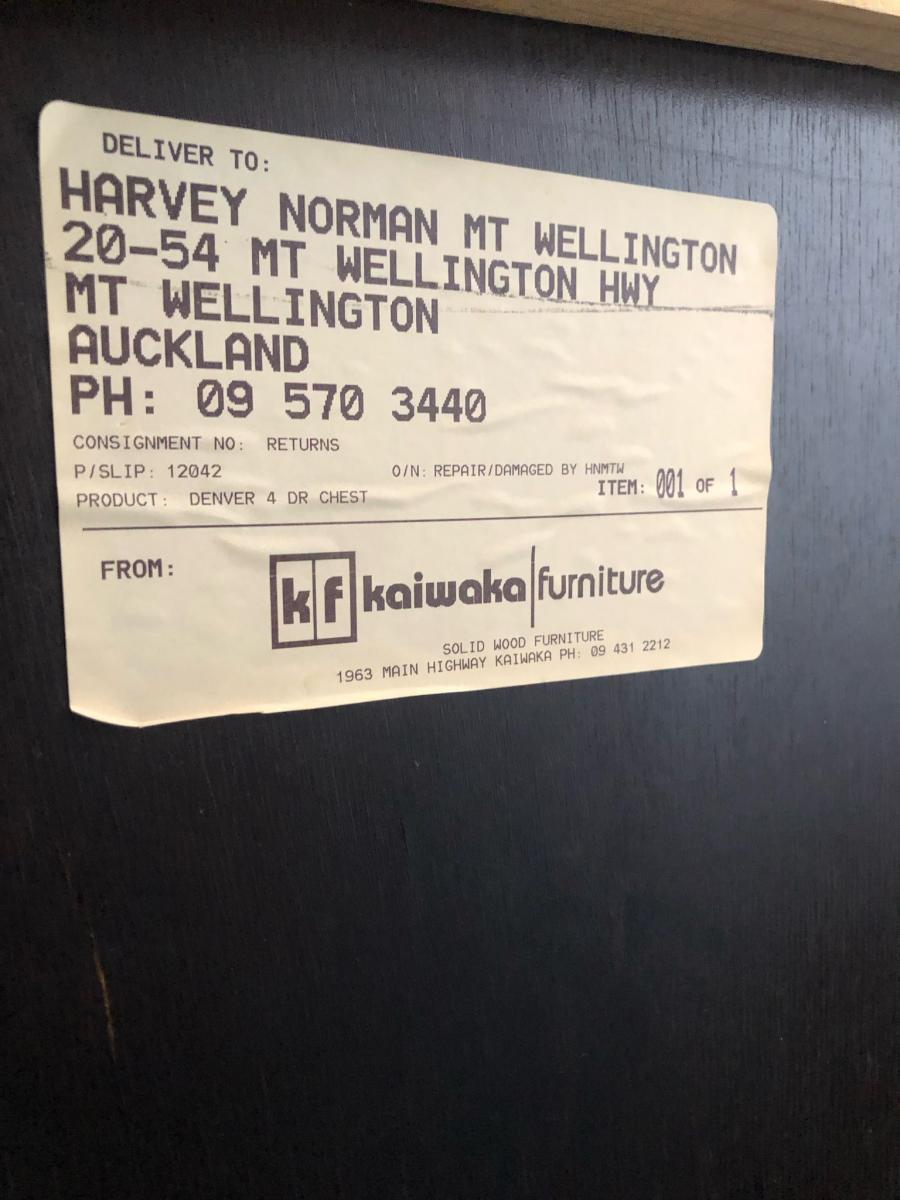 DELIVER TO:
HARVEY NORMAN MT WELLINGTON
20-54 MT WELLINGTON HWY
MT WELLINGTON
AUCKLAND
PH: 09 570 3440
CONSIGNMENT NO: RETURNS
P/SLIP: 12042 O/N: REPAIR/DAMAGED BY HNMTW
PRODUCT: DENVER 4 DR CHEST ITEM: 001 OF 1
FROM:
kf kaiwaka furniture
SOLID WOOD FURNITURE
1963 MAIN HIGHWAY KAIWAKA PH: 09 431 2212